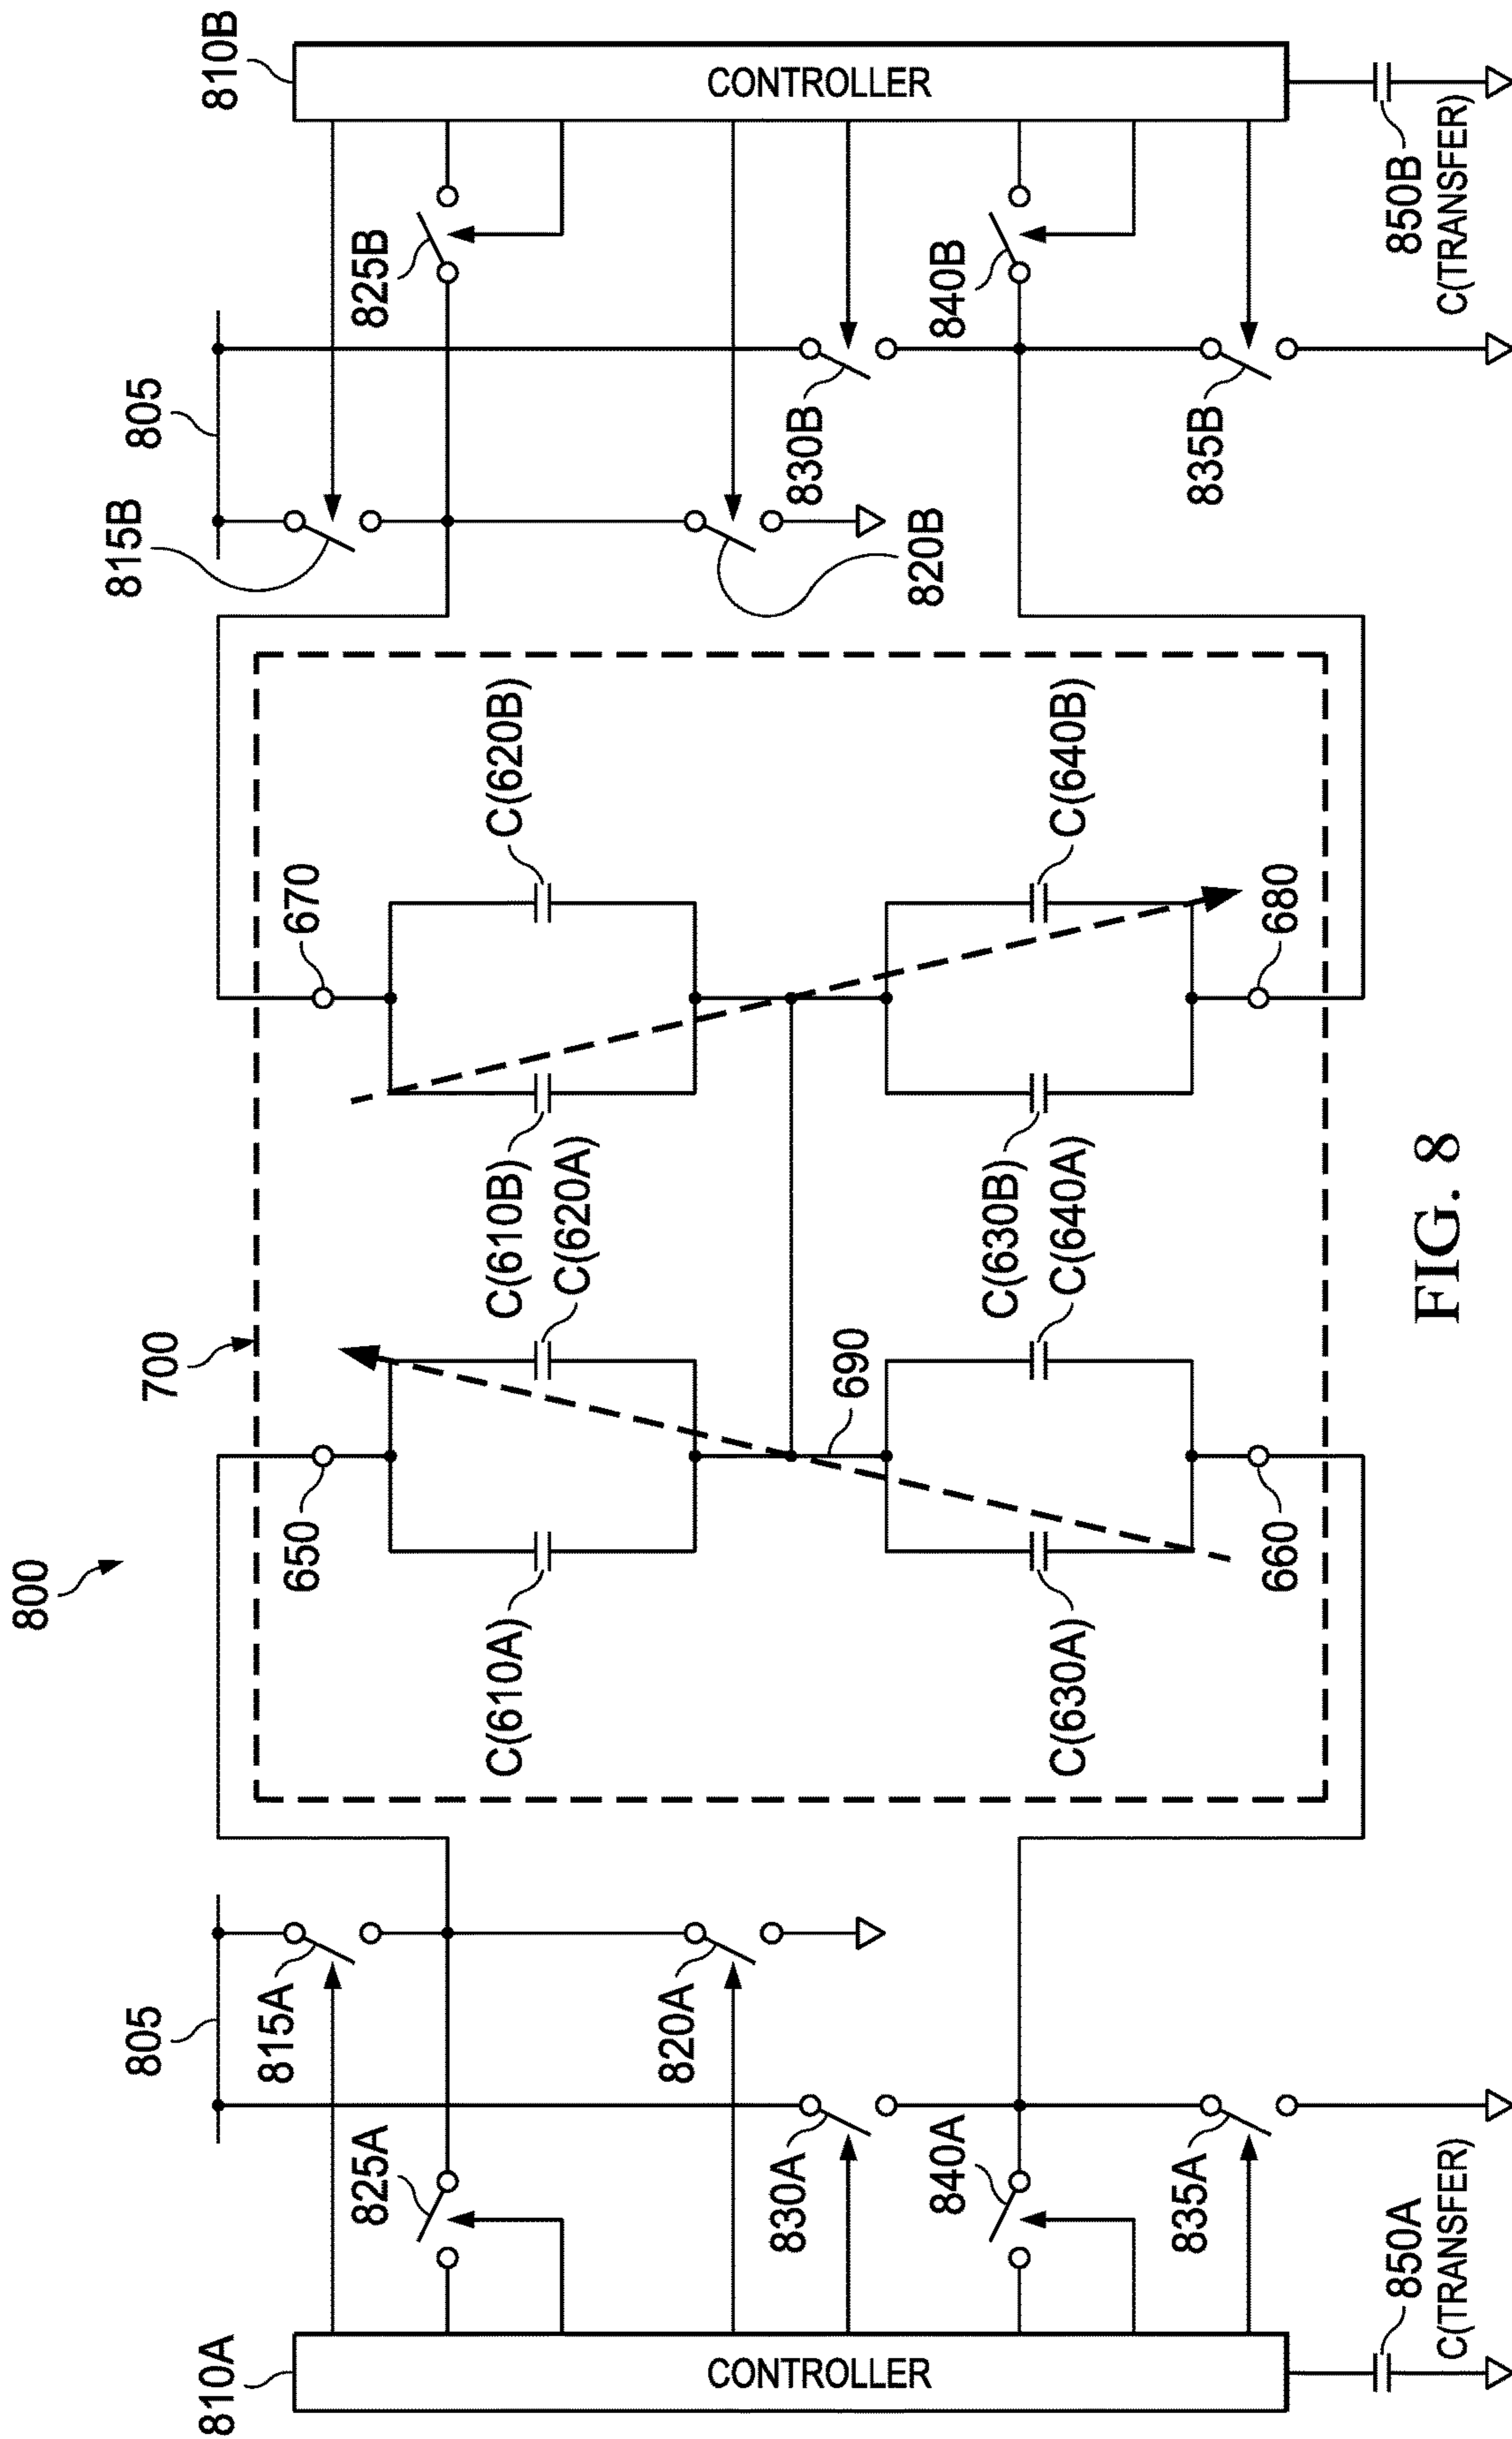 800
805
805
810A
CONTROLLER
815A
820A
825A
830A
840A
835A
850A
C(TRANSFER)
700
650
C(610A)
C(620A)
690
C(630A)
C(640A)
660
670
C(610B)
C(620B)
C(630B)
C(640B)
680
815B
820B
825B
830B
840B
835B
810B
CONTROLLER
850B
C(TRANSFER)
FIG. 8